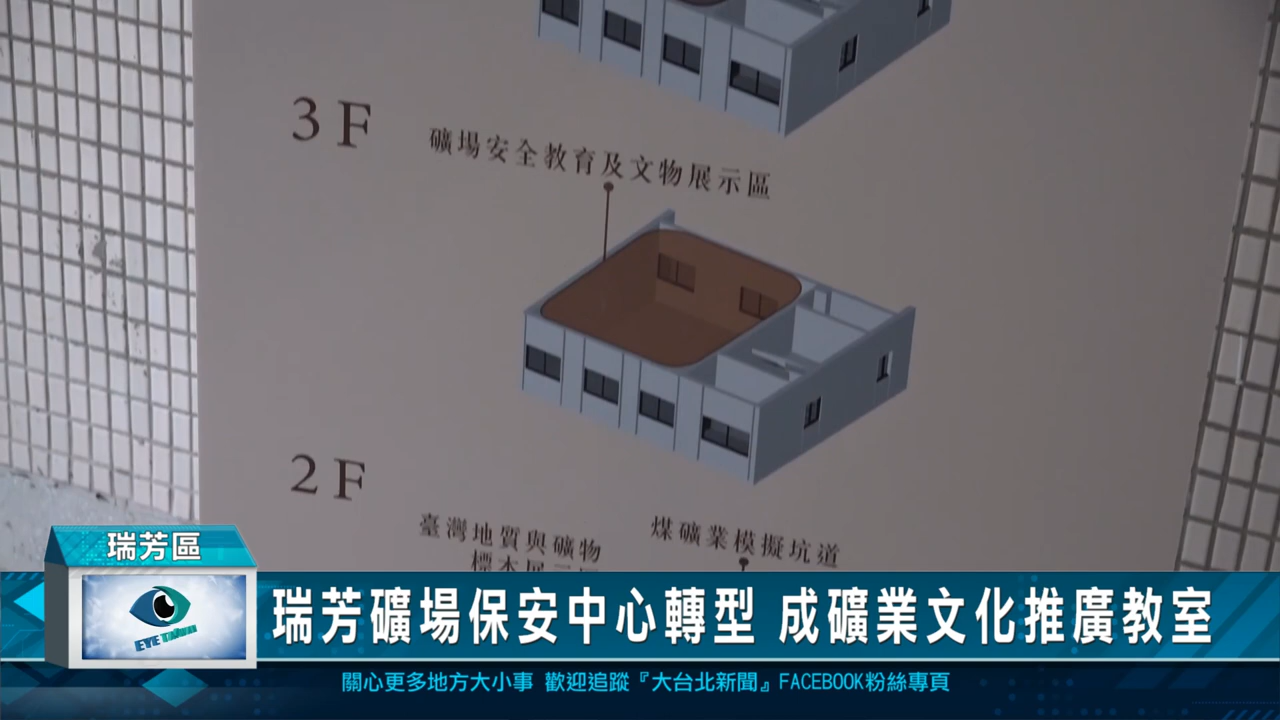 3F
礦場安全教育及文物展示區
2F
臺灣地質與礦物
煤礦業模擬坑道
瑞芳區
瑞芳礦場保安中心轉型 成礦業文化推廣教室
關心更多地方大小事 歡迎追蹤『大台北新聞』FACEBOOK粉絲專頁